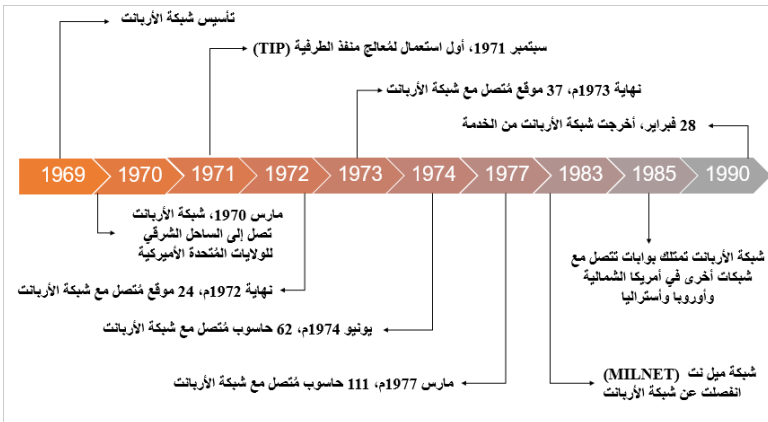 تأسيس شبكة الأربانت
سبتمبر 1971، أول استعمال لمُعالج منفذ الطرفية (TIP)
نهاية 1973م، 37 موقع مُتصل مع شبكة الأربانت
28 فبراير، أخرجت شبكة الأربانت من الخدمة
1969 1970 1971 1972 1973 1974 1977 1983 1985 1990
مارس 1970، شبكة الأربانت
تصل إلى الساحل الشرقي
للولايات المُتحدة الأميركية
شبكة الأربانت تمتلك بوابات تتصل مع
شبكات أخرى في أمريكا الشمالية
وأوروبا وأستراليا
نهاية 1972م، 24 موقع مُتصل مع شبكة الأربانت
يونيو 1974م، 62 حاسوب مُتصل مع شبكة الأربانت
مارس 1977م، 111 حاسوب مُتصل مع شبكة الأربانت
شبكة ميل نت (MILNET)
انفصلت عن شبكة الأربانت